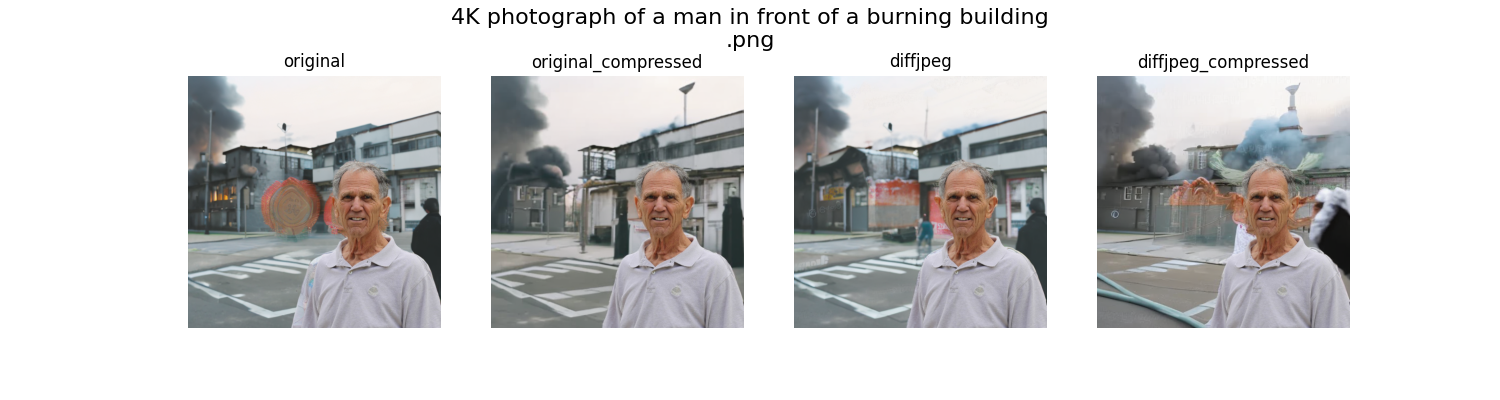 4K photograph of a man in front of a burning building
.png
original
original_compressed
diffjpeg
diffjpeg_compressed